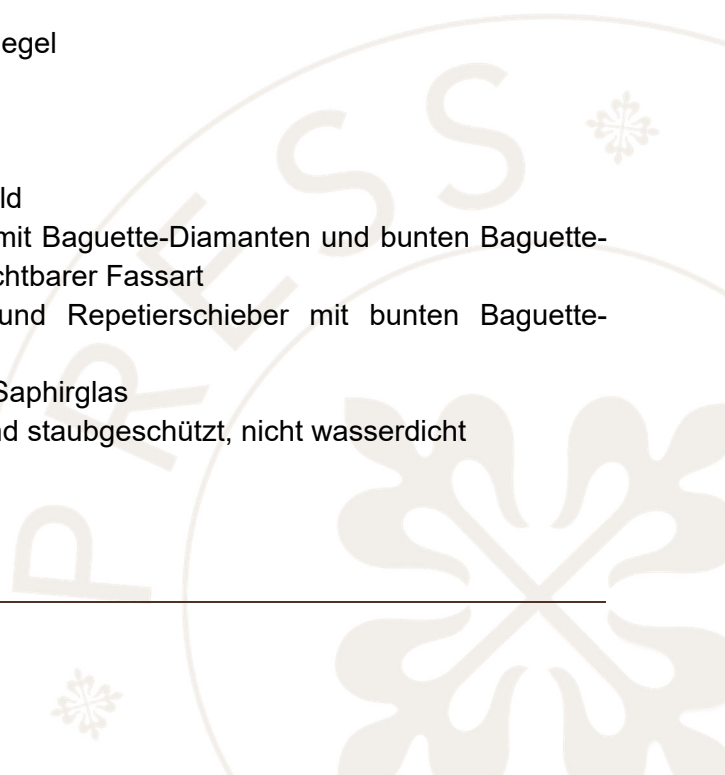 egel
ld
mit Baguette-Diamanten und bunten Baguette-
chtbarer Fassart
und Repetierschieber mit bunten Baguette-
Saphirglas
d staubgeschützt, nicht wasserdicht
PRESS